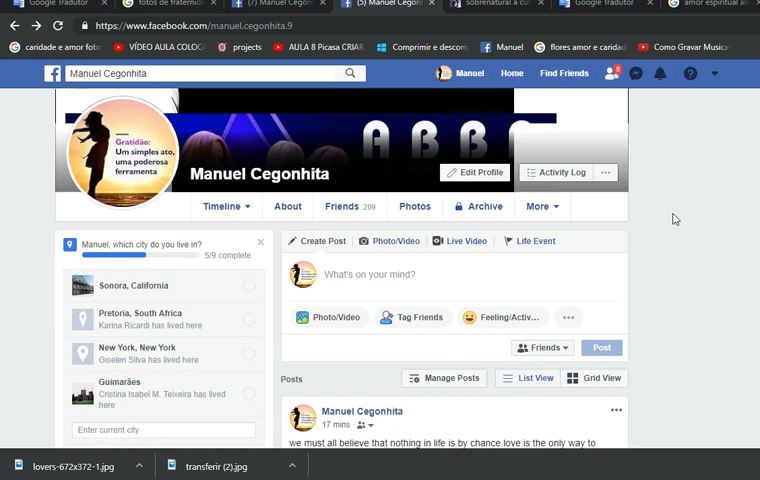 Google Tradutor
fotos de fraternid
(7) Manuel Cegon
(5) Manuel Cegon
sobrenatural a cu
Google Tradutor
amor espiritual al
https://www.facebook.com/manuel.cegonhita.9
caridade e amor foto
VÍDEO AULA COLOC
projects
AULA 8 Picasa CRIAR
Comprimir e descom
Manuel
flores amor e caridad
Como Gravar Musica
Manuel Cegonhita
Manuel
Home
Find Friends
5
ABBA
Gratidão:
Um simples ato,
uma poderosa
ferramenta
Manuel Cegonhita
Edit Profile
Activity Log
Timeline
About
Friends 209
Photos
Archive
More
Manuel, which city do you live in?
5/9 complete
Sonora, California
Pretoria, South Africa
Karina Ricardi has lived here
New York, New York
Giselen Silva has lived here
Guimarães
Cristina Isabel M. Teixeira has lived
here
Enter current city
Create Post
Photo/Video
Live Video
Life Event
What's on your mind?
Photo/Video
Tag Friends
Feeling/Activ...
Friends
Post
Posts
Manage Posts
List View
Grid View
Manuel Cegonhita
17 mins
we must all believe that nothing in life is by chance love is the only way to
lovers-672x372-1.jpg
transferir (2).jpg